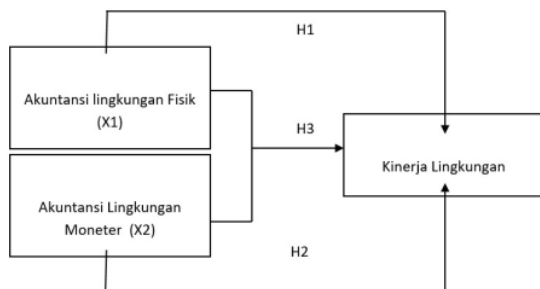 H1
Akuntansi lingkungan Fisik
(X1)
H3
Kinerja Lingkungan
Akuntansi Lingkungan
Moneter (X2)
H2